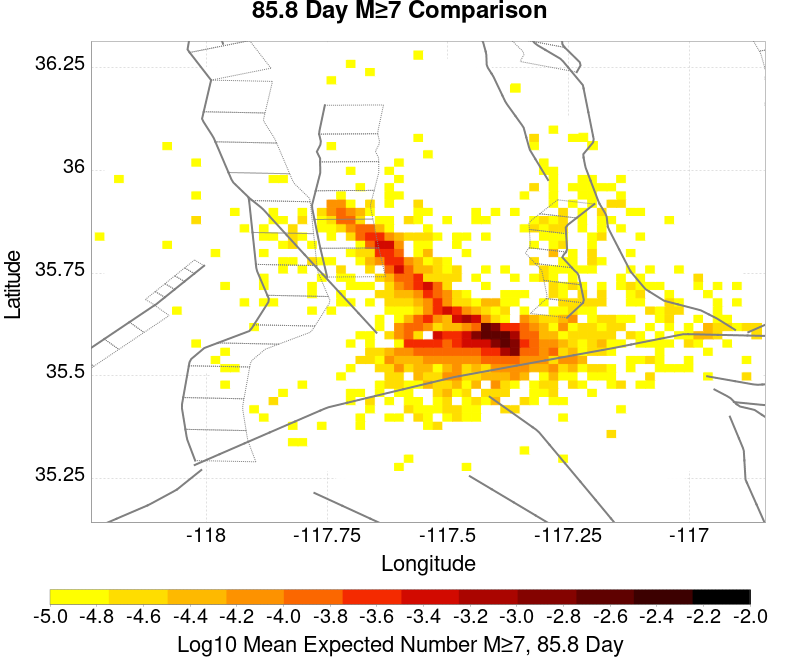 85.8 Day M≥7 Comparison
36.25
36
35.75
35.5
35.25
Latitude
-118 -117.75 -117.5 -117.25 -117
Longitude
-5.0 -4.8 -4.6 -4.4 -4.2 -4.0 -3.8 -3.6 -3.4 -3.2 -3.0 -2.8 -2.6 -2.4 -2.2 -2.0
Log10 Mean Expected Number M≥7, 85.8 Day